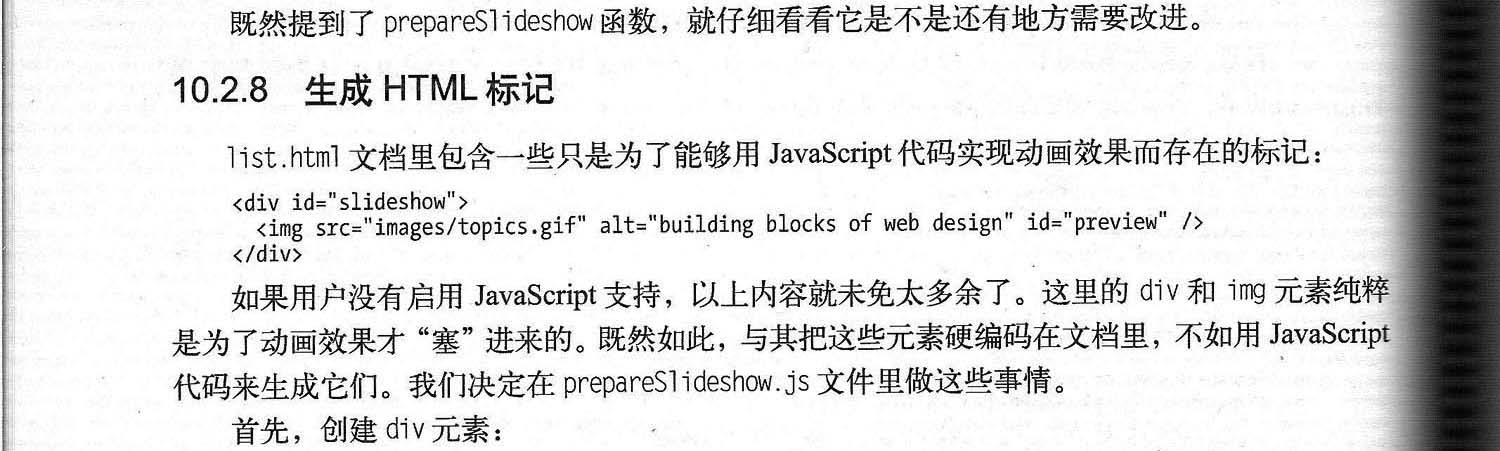 既然提到了 prepareSlideshow 函数，就仔细看看它是不是还有地方需要改进。
10.2.8 生成 HTML 标记
list.html 文档里包含一些只是为了能够用 JavaScript 代码实现动画效果而存在的标记：
<div id="slideshow">
<img src="images/topics.gif" alt="building blocks of web design" id="preview" />
</div>
如果用户没有启用 JavaScript 支持，以上内容就未免太多余了。这里的 div 和 img 元素纯粹
是为了动画效果才“塞”进来的。既然如此，与其把这些元素硬编码在文档里，不如用 JavaScript
代码来生成它们。我们决定在 prepareSlideshow.js 文件里做这些事情。
首先，创建 div 元素：